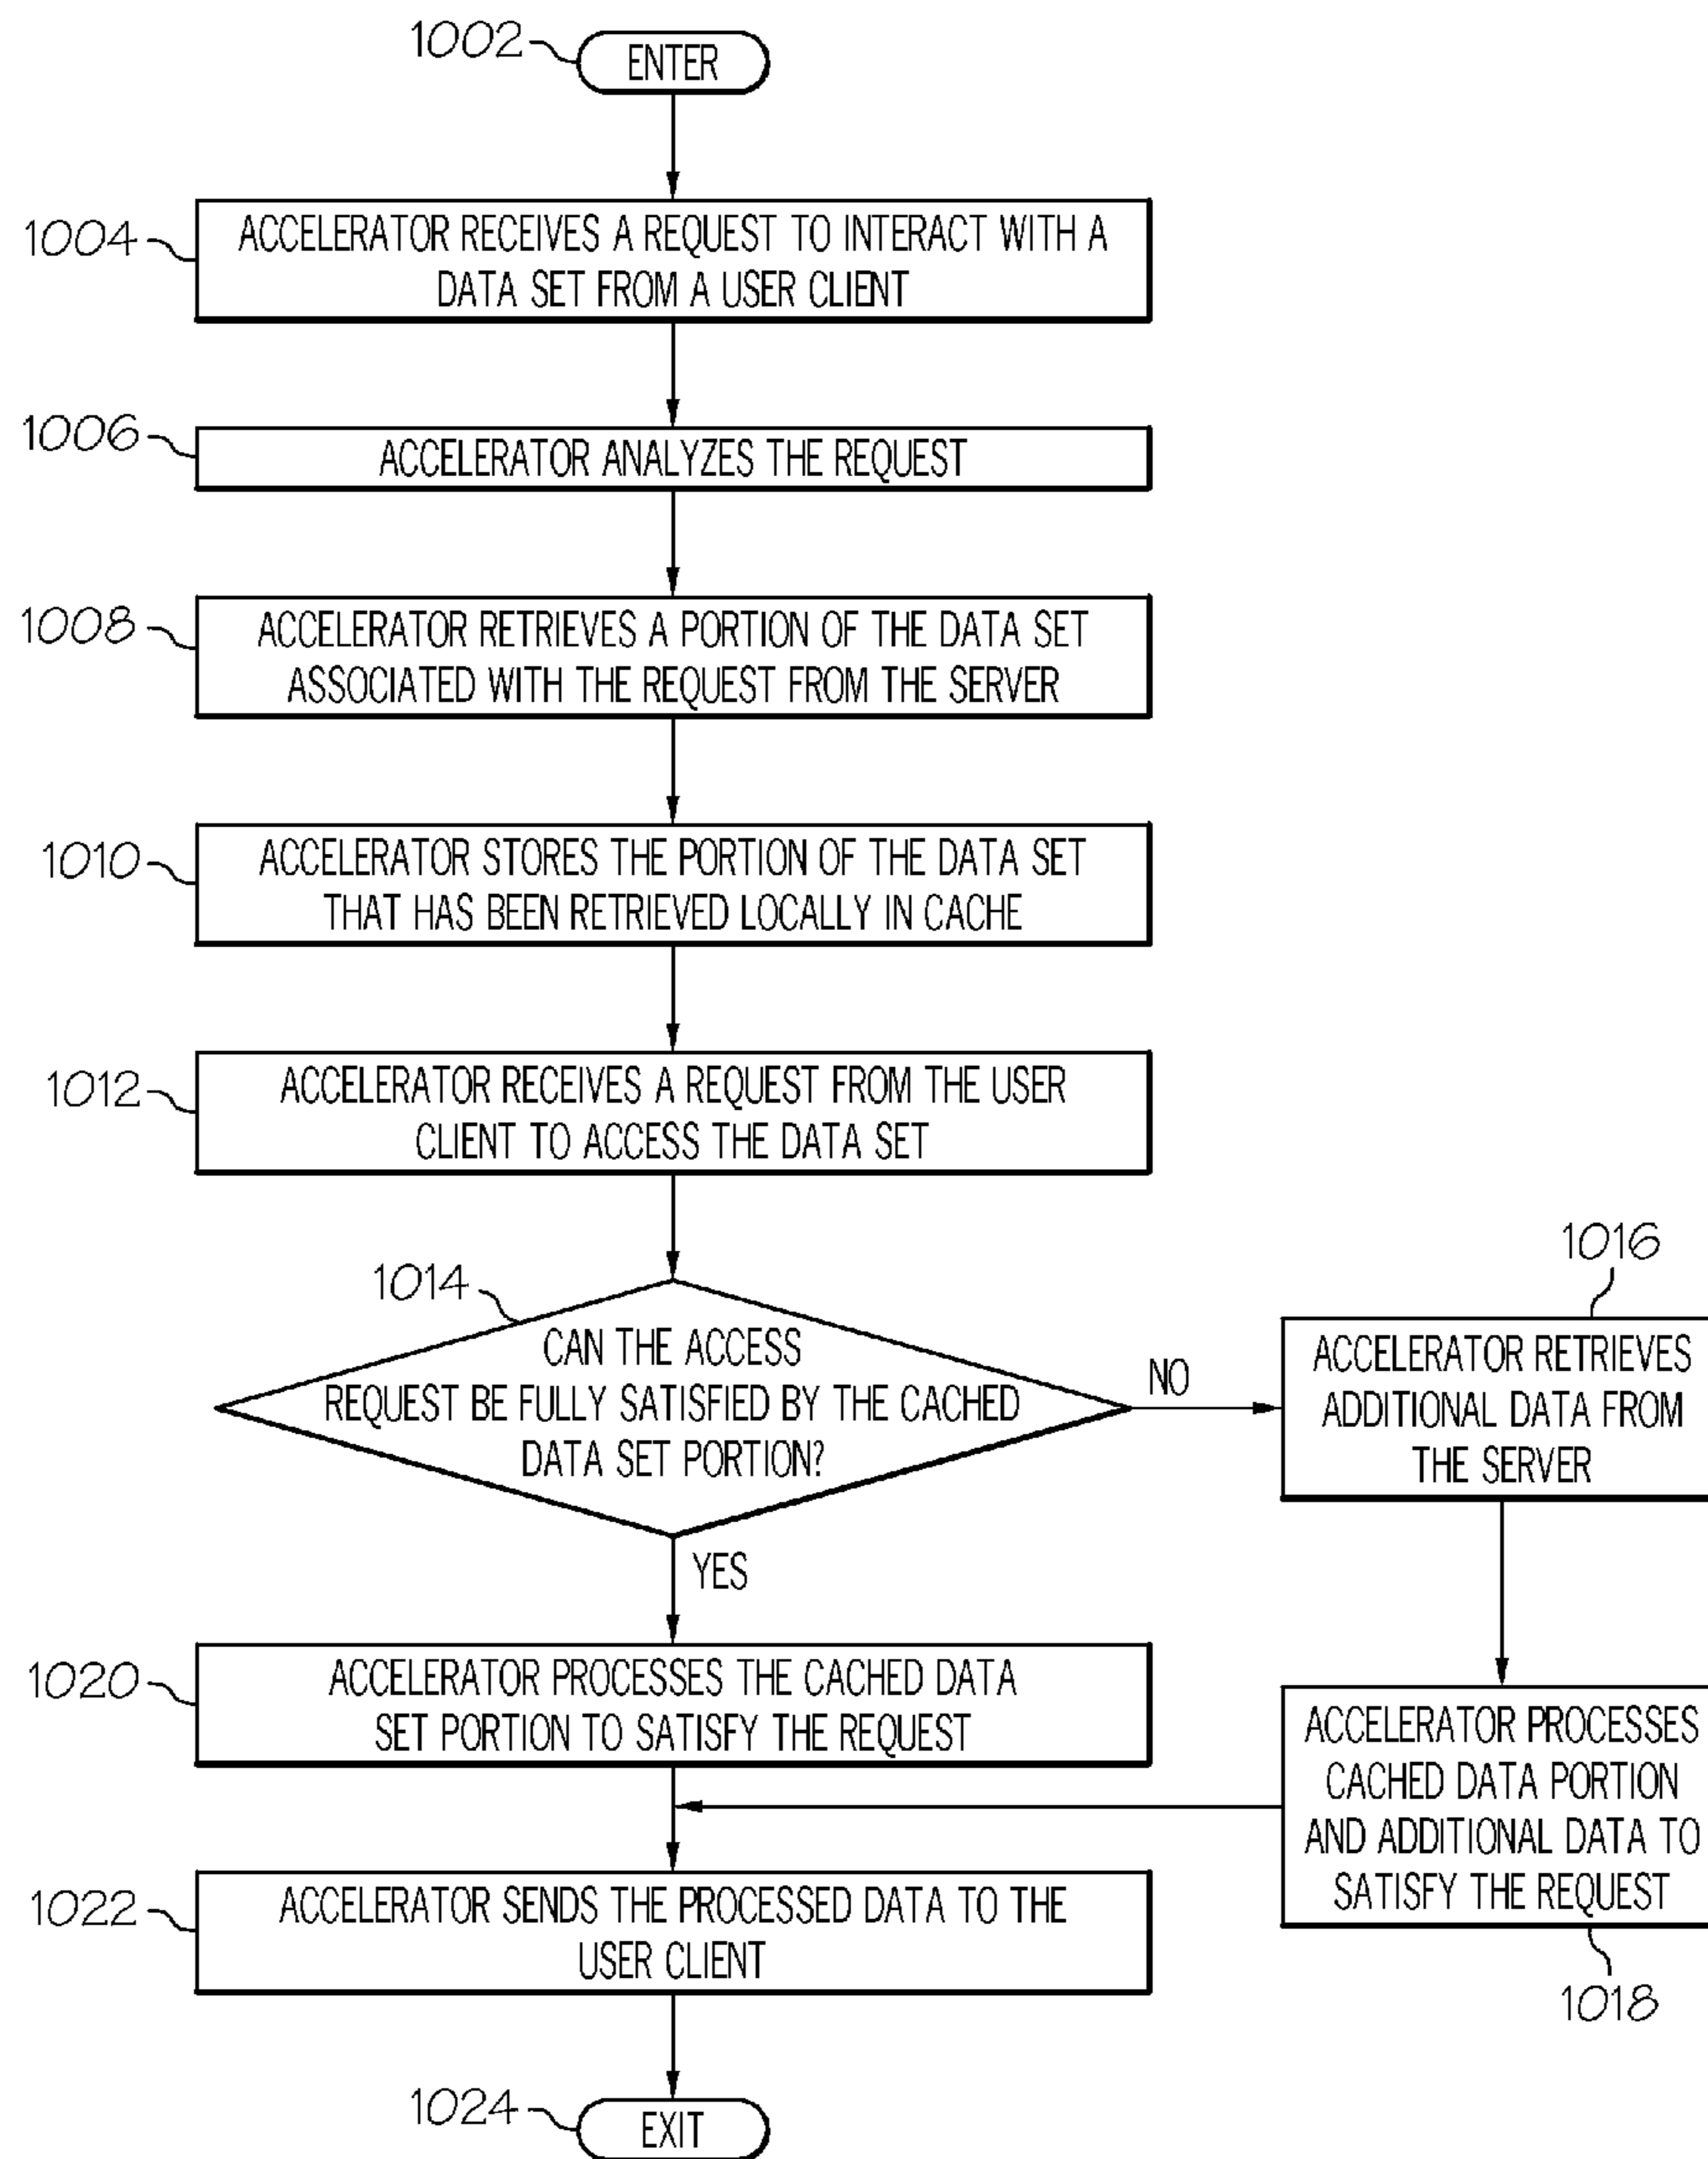 1002
ENTER
1004
ACCELERATOR RECEIVES A REQUEST TO INTERACT WITH A
DATA SET FROM A USER CLIENT
1006
ACCELERATOR ANALYZES THE REQUEST
1008
ACCELERATOR RETRIEVES A PORTION OF THE DATA SET
ASSOCIATED WITH THE REQUEST FROM THE SERVER
1010
ACCELERATOR STORES THE PORTION OF THE DATA SET
THAT HAS BEEN RETRIEVED LOCALLY IN CACHE
1012
ACCELERATOR RECEIVES A REQUEST FROM THE USER
CLIENT TO ACCESS THE DATA SET
1014
CAN THE ACCESS
REQUEST BE FULLY SATISFIED BY THE CACHED
DATA SET PORTION?
NO
1016
ACCELERATOR RETRIEVES
ADDITIONAL DATA FROM
THE SERVER
YES
1020
ACCELERATOR PROCESSES THE CACHED DATA
SET PORTION TO SATISFY THE REQUEST
ACCELERATOR PROCESSES
CACHED DATA PORTION
AND ADDITIONAL DATA TO
SATISFY THE REQUEST
1018
1022
ACCELERATOR SENDS THE PROCESSED DATA TO THE
USER CLIENT
1024
EXIT